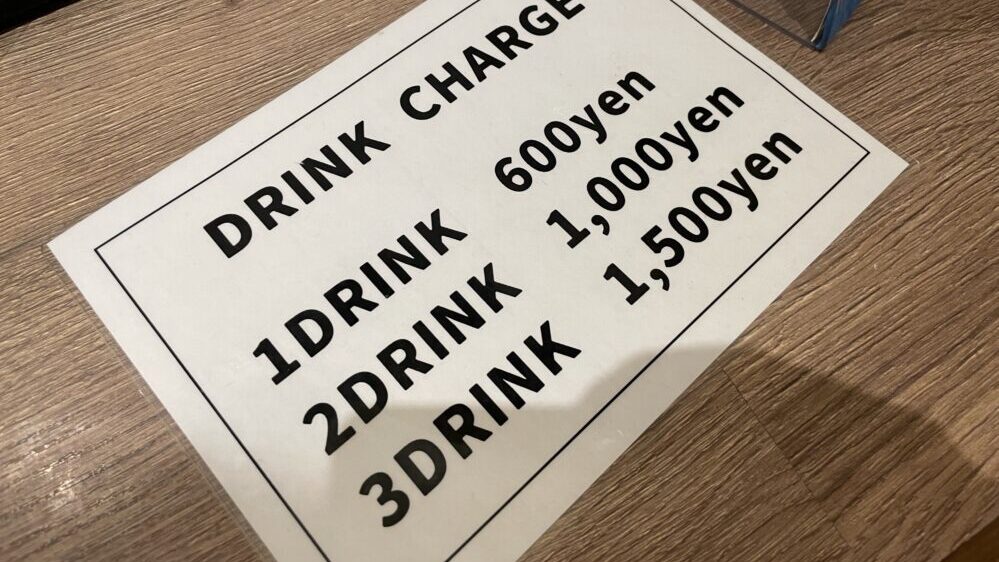 DRINK CHARGE
1DRINK 600yen
2DRINK 1,000yen
3DRINK 1,500yen